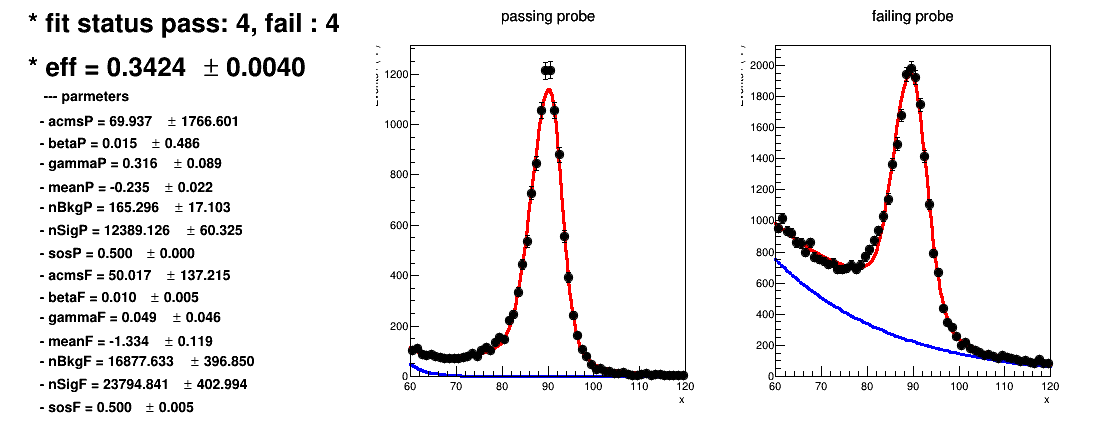 * fit status pass: 4, fail : 4
* eff = 0.3424 ± 0.0040
--- parmeters
- acmsP = 69.937 ± 1766.601
- betaP = 0.015 ± 0.486
- gammaP = 0.316 ± 0.089
- meanP = -0.235 ± 0.022
- nBkgP = 165.296 ± 17.103
- nSigP = 12389.126 ± 60.325
- sosP = 0.500 ± 0.000
- acmsF = 50.017 ± 137.215
- betaF = 0.010 ± 0.005
- gammaF = 0.049 ± 0.046
- meanF = -1.334 ± 0.119
- nBkgF = 16877.633 ± 396.850
- nSigF = 23794.841 ± 402.994
- sosF = 0.500 ± 0.005
passing probe
1200
1000
800
600
400
200
0
60 70 80 90 100 110 120
x
failing probe
2000
1800
1600
1400
1200
1000
800
600
400
200
0
60 70 80 90 100 110 120
x